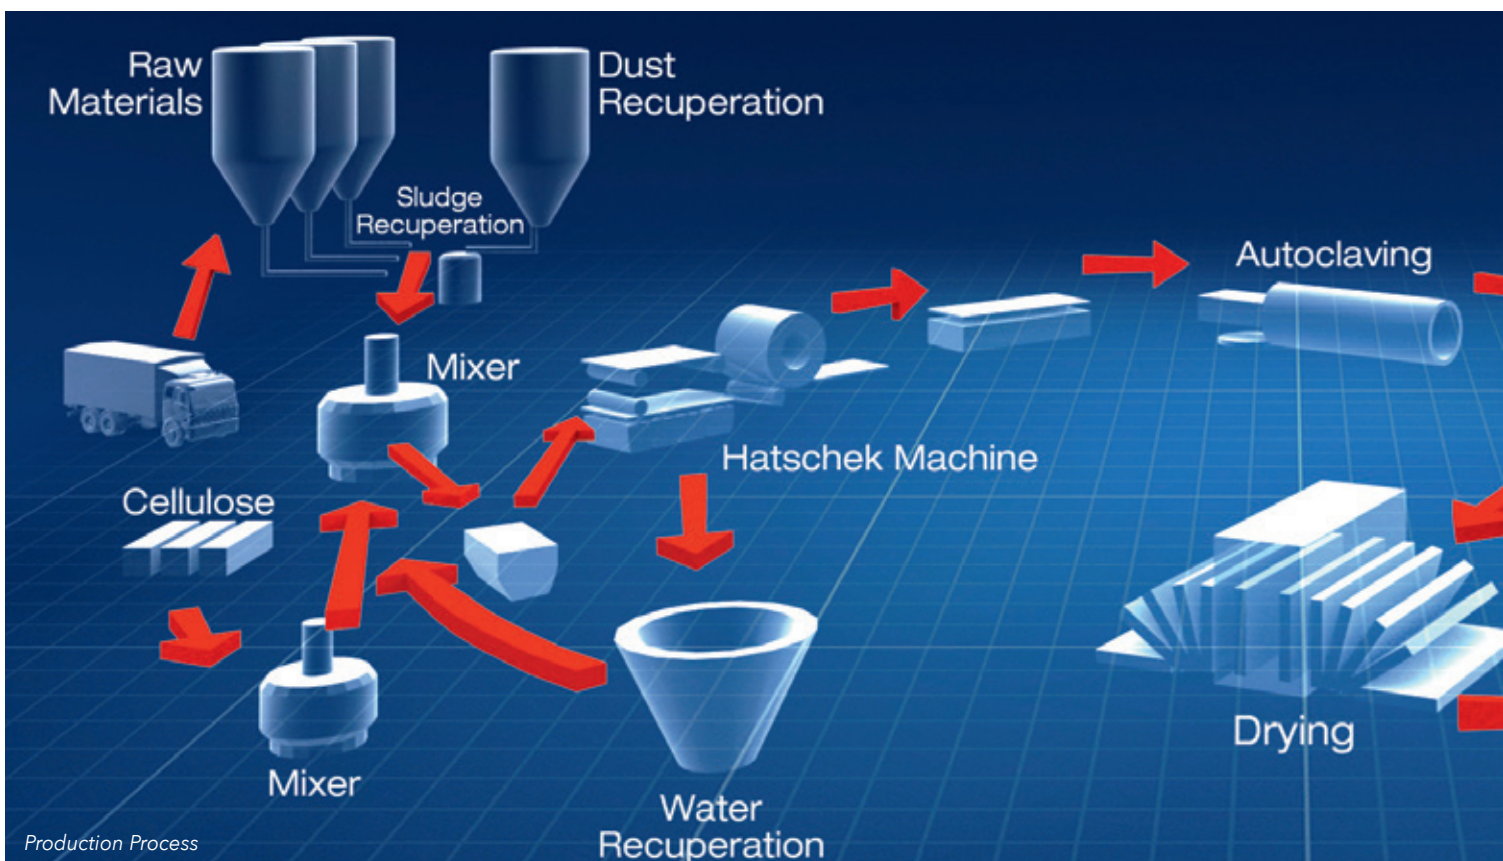 Raw
Materials
Dust
Recuperation
Sludge
Recuperation
Mixer
Autoclaving
Hatschek Machine
Cellulose
Mixer
Water
Recuperation
Drying
Production Process